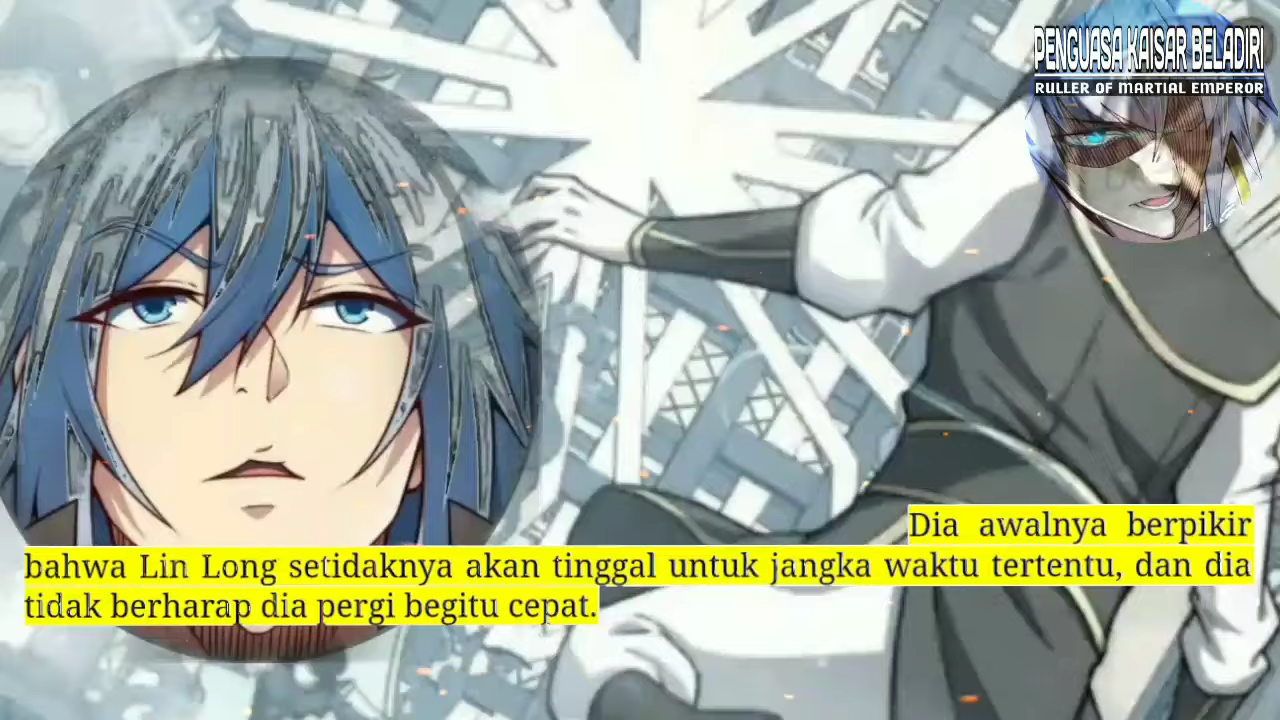 PENGUASA KAISAR BELADIRI
RULLER OF MARTIAL EMPEROR
Dia awalnya berpikir
bahwa Lin Long setidaknya akan tinggal untuk jangka waktu tertentu, dan dia
tidak berharap dia pergi begitu cepat.